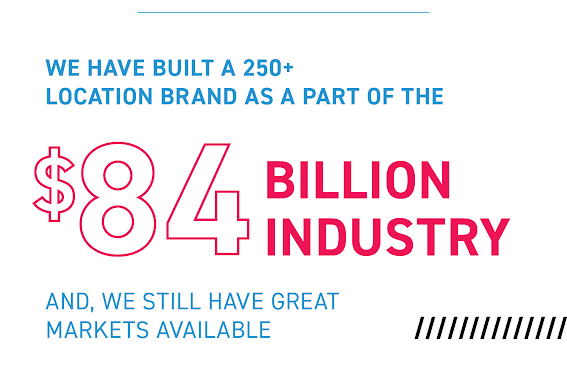 WE HAVE BUILT A 250+
LOCATION BRAND AS A PART OF THE
$84 BILLION
INDUSTRY
AND, WE STILL HAVE GREAT
MARKETS AVAILABLE